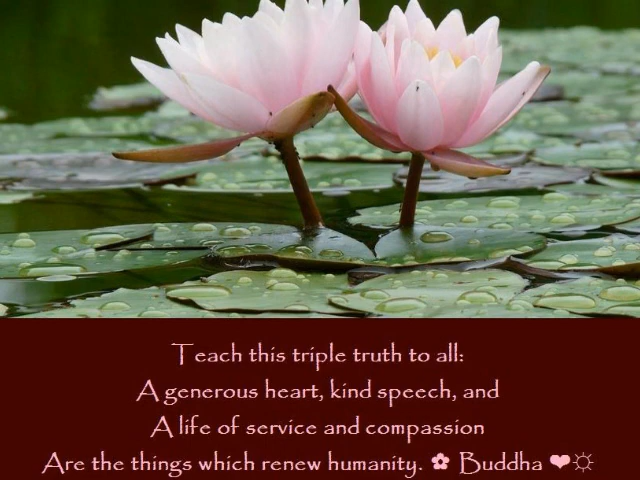 Teach this triple truth to all:
A generous heart, kind speech, and
A life of service and compassion
Are the things which renew humanity. ✿ Buddha ❤☼